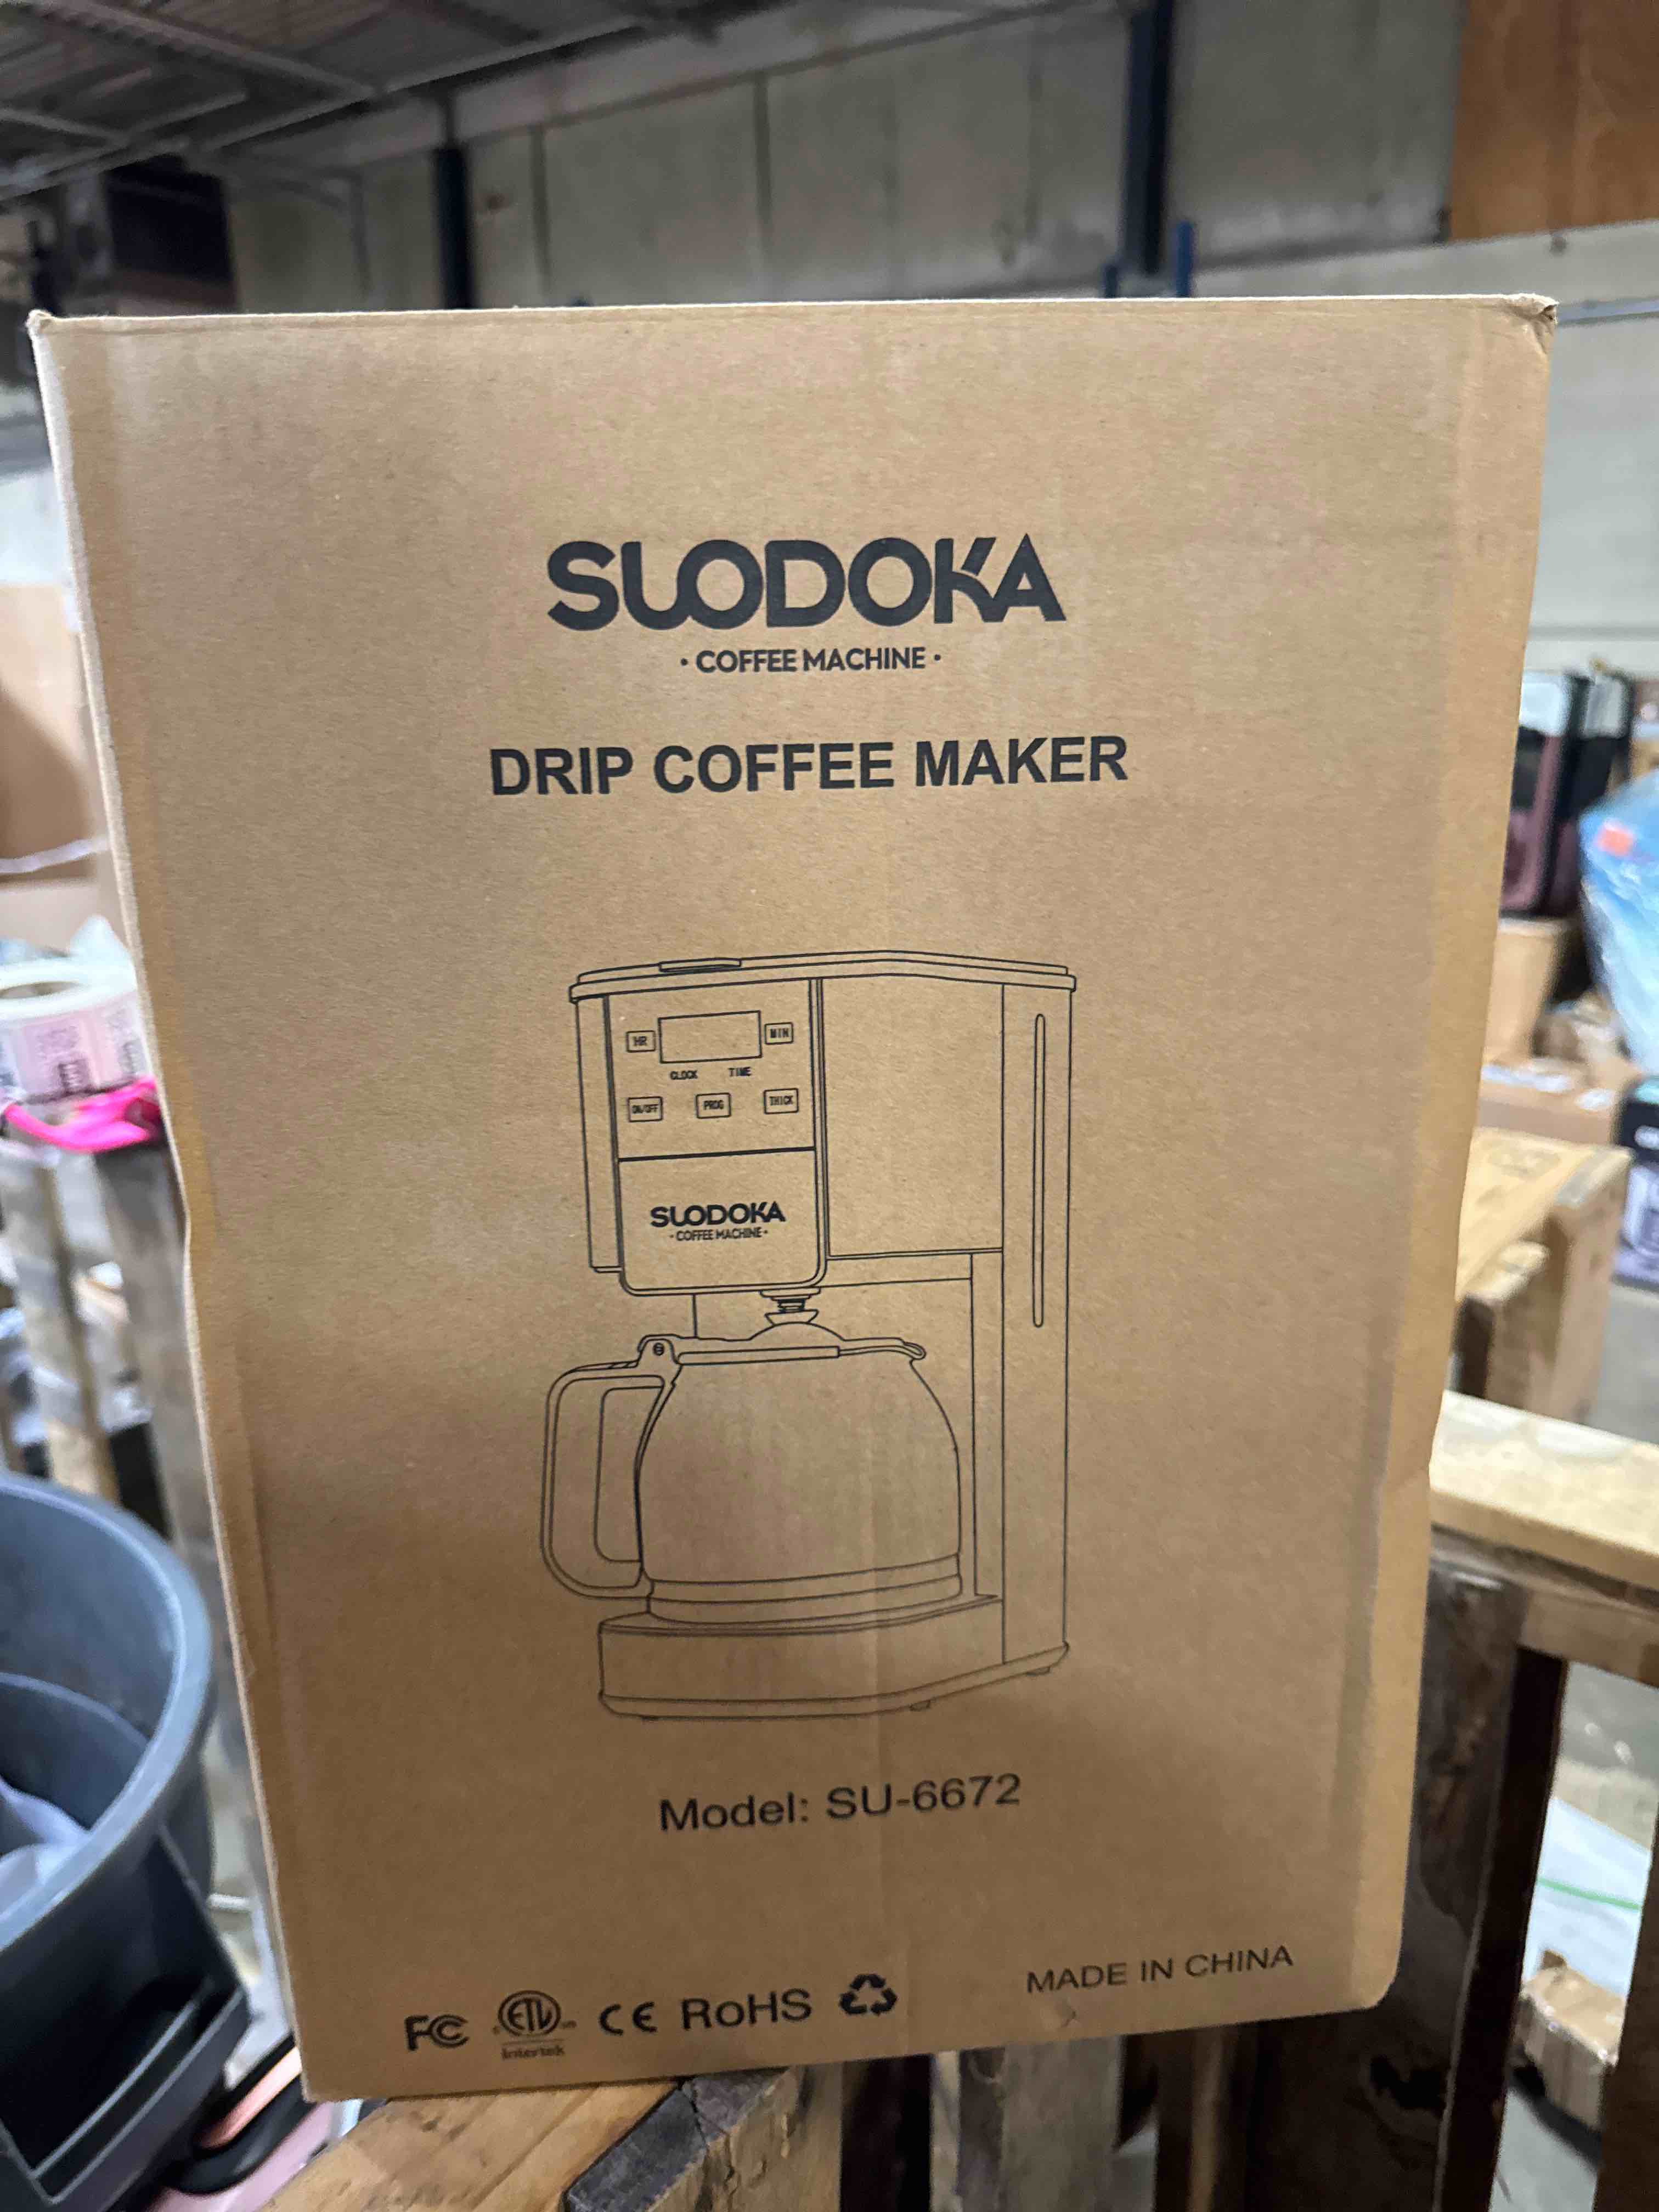 SUODOKA
· COFFEE MACHINE ·
DRIP COFFEE MAKER
HR
MIN
CLOCK TIME
ON/OFF PROG THICK
SUODOKA
· COFFEE MACHINE ·
Model: SU-6672
FC ETL CE RoHS
Intertek
MADE IN CHINA